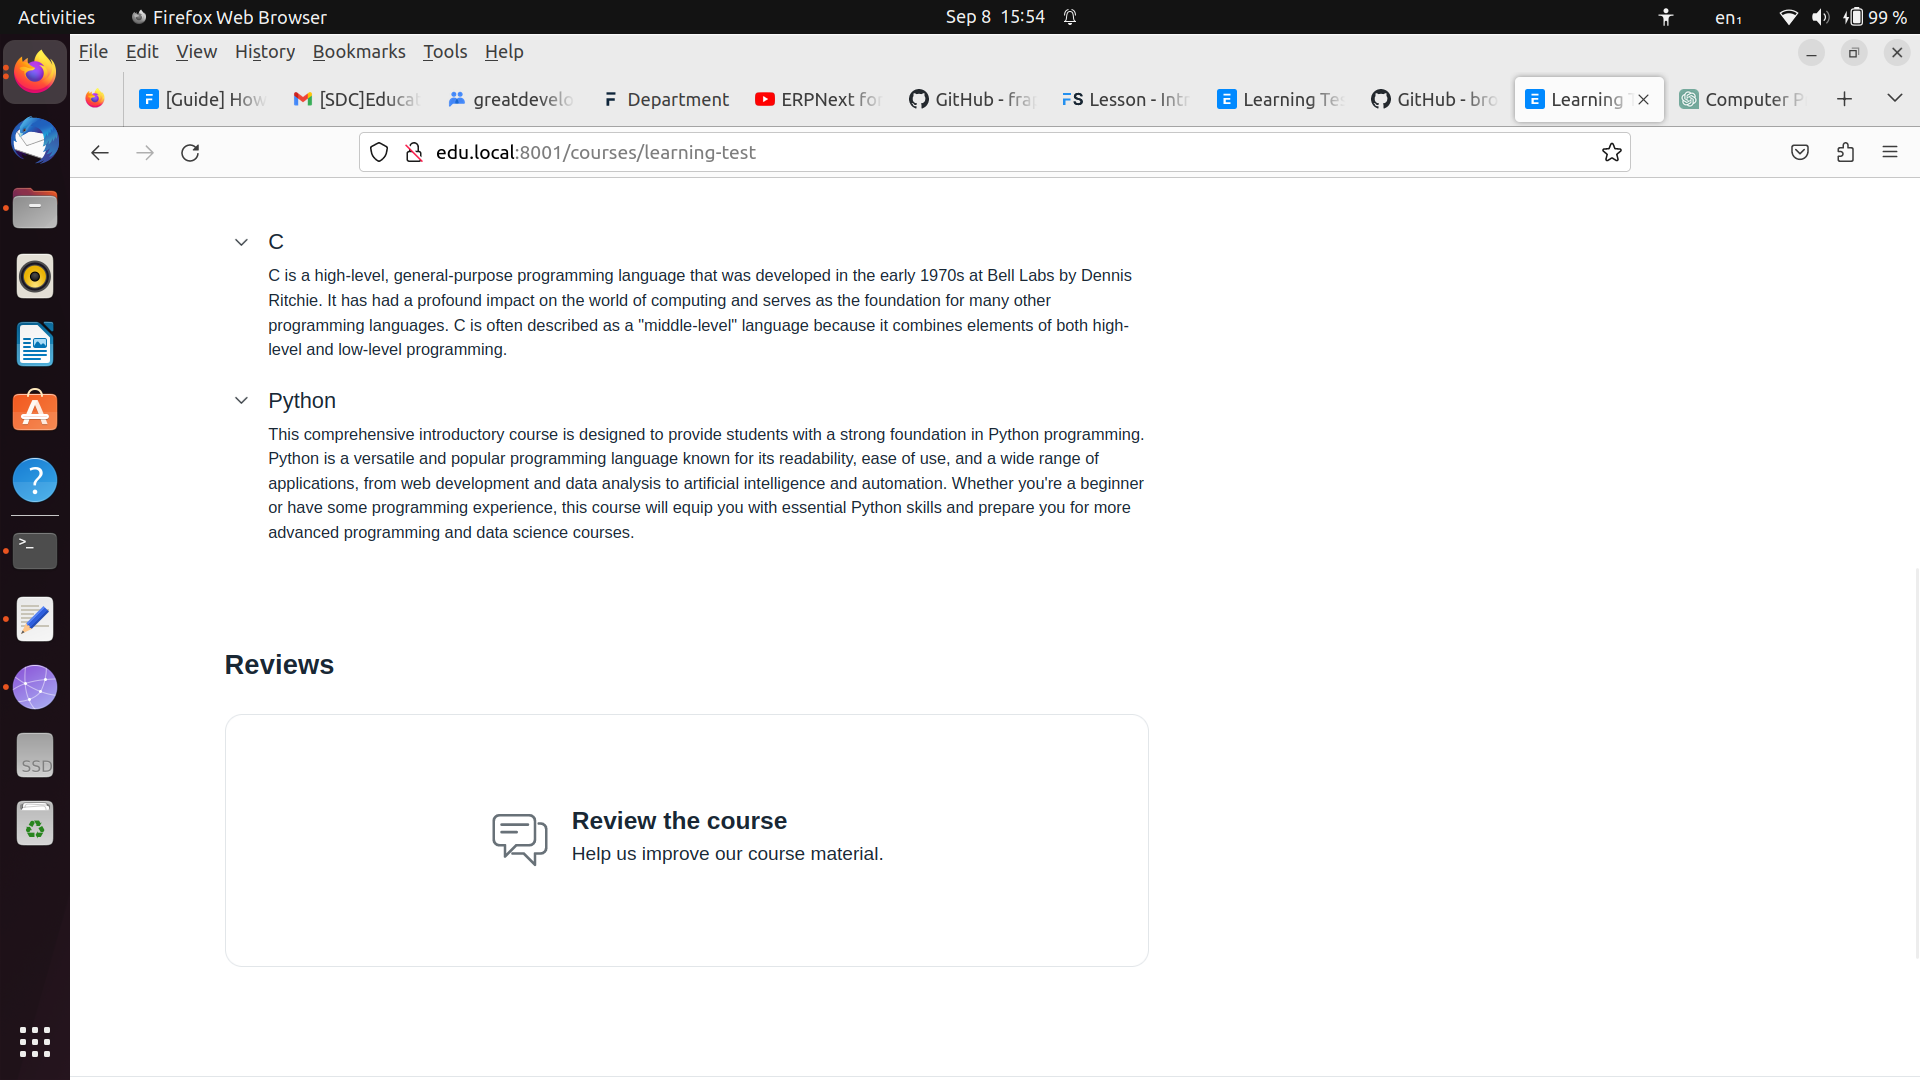 Activities
Firefox Web Browser
Sep 8 15:54
en₁
99 %
File Edit View History Bookmarks Tools Help
[Guide] How
[SDC]Educat
greatdevelo
Department
ERPNext for
GitHub - frap
Lesson - Intr
Learning Tes
GitHub - bro
Learning T
Computer P
edu.local:8001/courses/learning-test
C
C is a high-level, general-purpose programming language that was developed in the early 1970s at Bell Labs by Dennis
Ritchie. It has had a profound impact on the world of computing and serves as the foundation for many other
programming languages. C is often described as a "middle-level" language because it combines elements of both high-
level and low-level programming.
Python
This comprehensive introductory course is designed to provide students with a strong foundation in Python programming.
Python is a versatile and popular programming language known for its readability, ease of use, and a wide range of
applications, from web development and data analysis to artificial intelligence and automation. Whether you're a beginner
or have some programming experience, this course will equip you with essential Python skills and prepare you for more
advanced programming and data science courses.
Reviews
Review the course
Help us improve our course material.
SSD